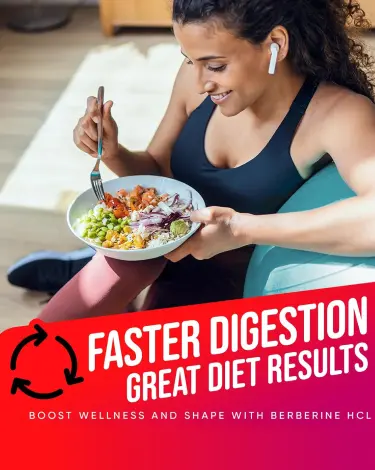 FASTER DIGESTION
GREAT DIET RESULTS
BOOST WELLNESS AND SHAPE WITH BERBERINE HCL